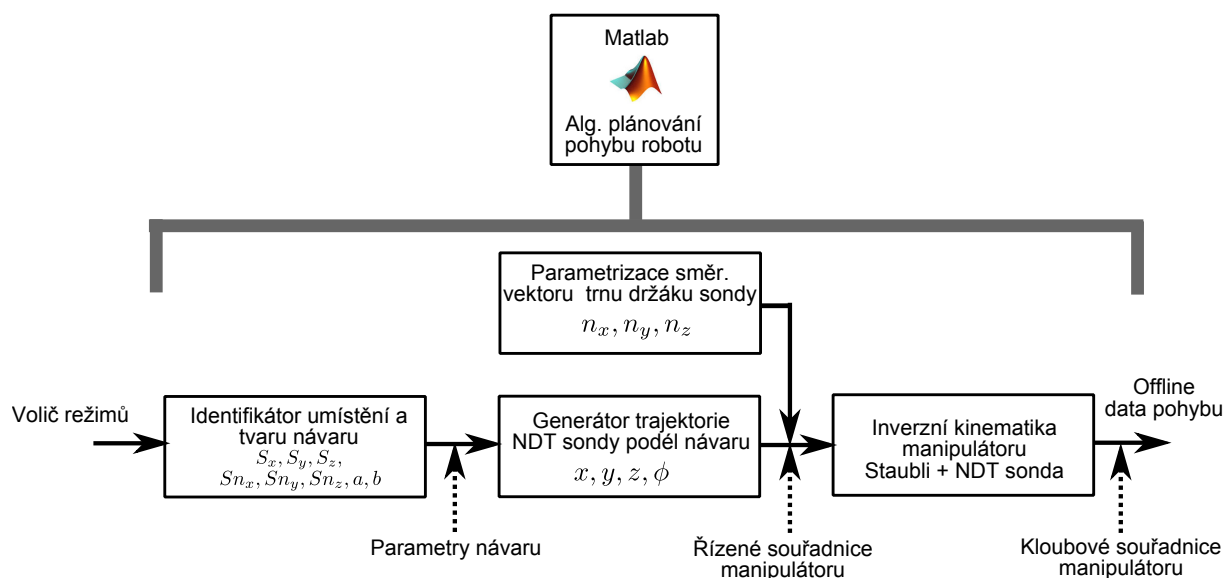 Matlab
Alg. plánování
pohybu robotu
Parametrizace směr.
vektoru trnu držáku sondy
n_x, n_y, n_z
Volič režimů
Identifikátor umístění a
tvaru návaru
S_x, S_y, S_z,
Sn_x, Sn_y, Sn_z, a, b
Generátor trajektorie
NDT sondy podél návaru
x, y, z, ϕ
Inverzní kinematika
manipulátoru
Staubli + NDT sonda
Offline
data pohybu
Parametry návaru
Řízené souřadnice
manipulátoru
Kloubové souřadnice
manipulátoru